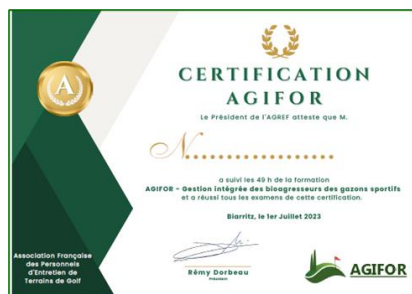 A
CERTIFICATION
AGIFOR
Le Président de l'AGREF atteste que M.
N..................
a suivi les 49 h de la formation
AGIFOR - Gestion intégrée des bioagresseurs des gazons sportifs
et a réussi tous les examens de cette certification.
Biarritz, le 1er Juillet 2023
Rémy Dorbeau
Président
Association Française
des Personnels
d'Entretien de
Terrains de Golf
AGIFOR